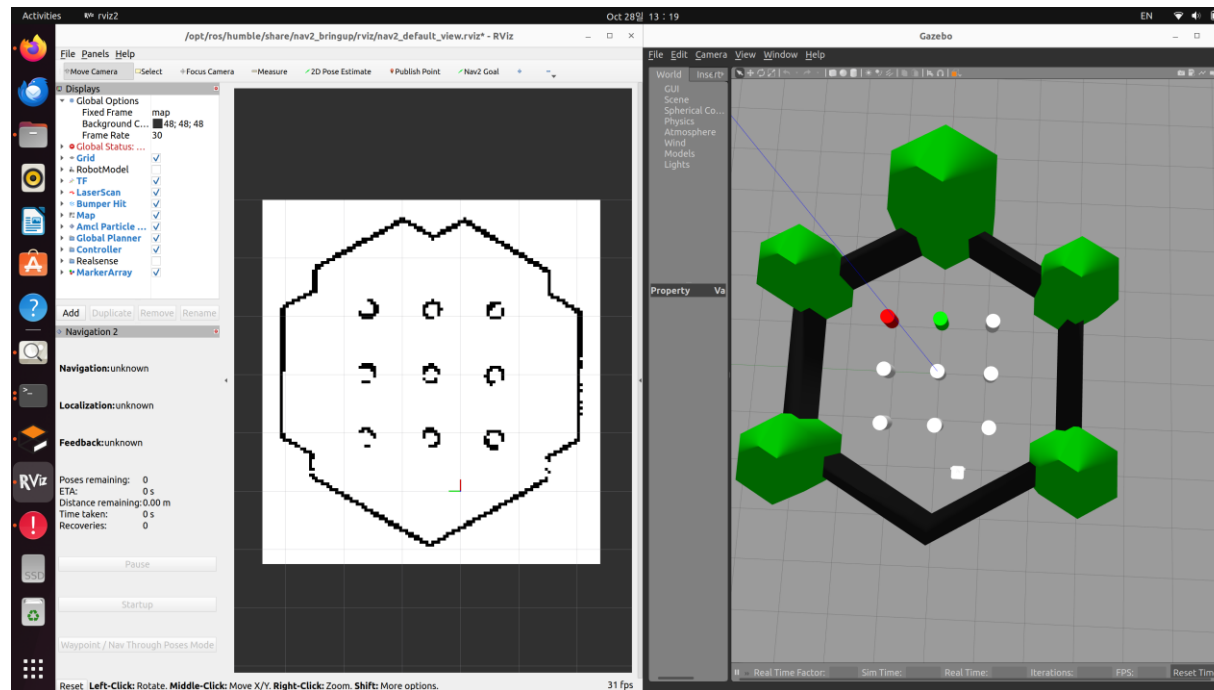 Activities
rviz2
Oct 28일 13 : 19
EN
/opt/ros/humble/share/nav2_bringup/rviz/nav2_default_view.rviz* - RViz
File Panels Help
Move Camera
Select
Focus Camera
Measure
2D Pose Estimate
Publish Point
Nav2 Goal
Displays
Global Options
Fixed Frame map
Background C... 48; 48; 48
Frame Rate 30
Global Status: ...
Grid
RobotModel
TF
LaserScan
Bumper Hit
Map
Amcl Particle ...
Global Planner
Controller
Realsense
MarkerArray
Add Duplicate Remove Rename
Navigation 2
Navigation: unknown
Localization: unknown
Feedback: unknown
Poses remaining: 0
ETA: 0 s
Distance remaining: 0.00 m
Time taken: 0 s
Recoveries: 0
Pause
Startup
Waypoint / Nav Through Poses Mode
Reset Left-Click: Rotate. Middle-Click: Move X/Y. Right-Click: Zoom. Shift: More options.
31 fps
RViz
SSD
Gazebo
File Edit Camera View Window Help
World Insert
GUI
Scene
Spherical Co...
Physics
Atmosphere
Wind
Models
Lights
Property Va
Real Time Factor: Sim Time: Real Time: Iterations: FPS: Reset Tim